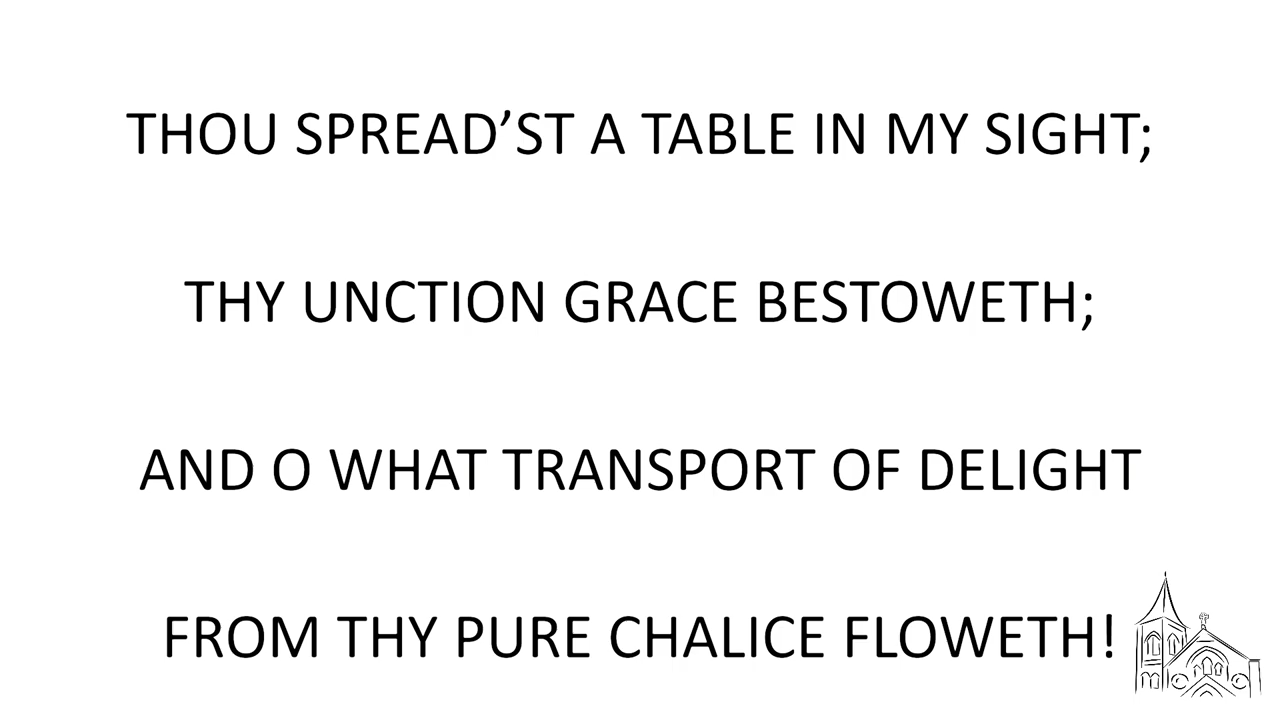 THOU SPREAD’ST A TABLE IN MY SIGHT;
THY UNCTION GRACE BESTOWETH;
AND O WHAT TRANSPORT OF DELIGHT
FROM THY PURE CHALICE FLOWETH!